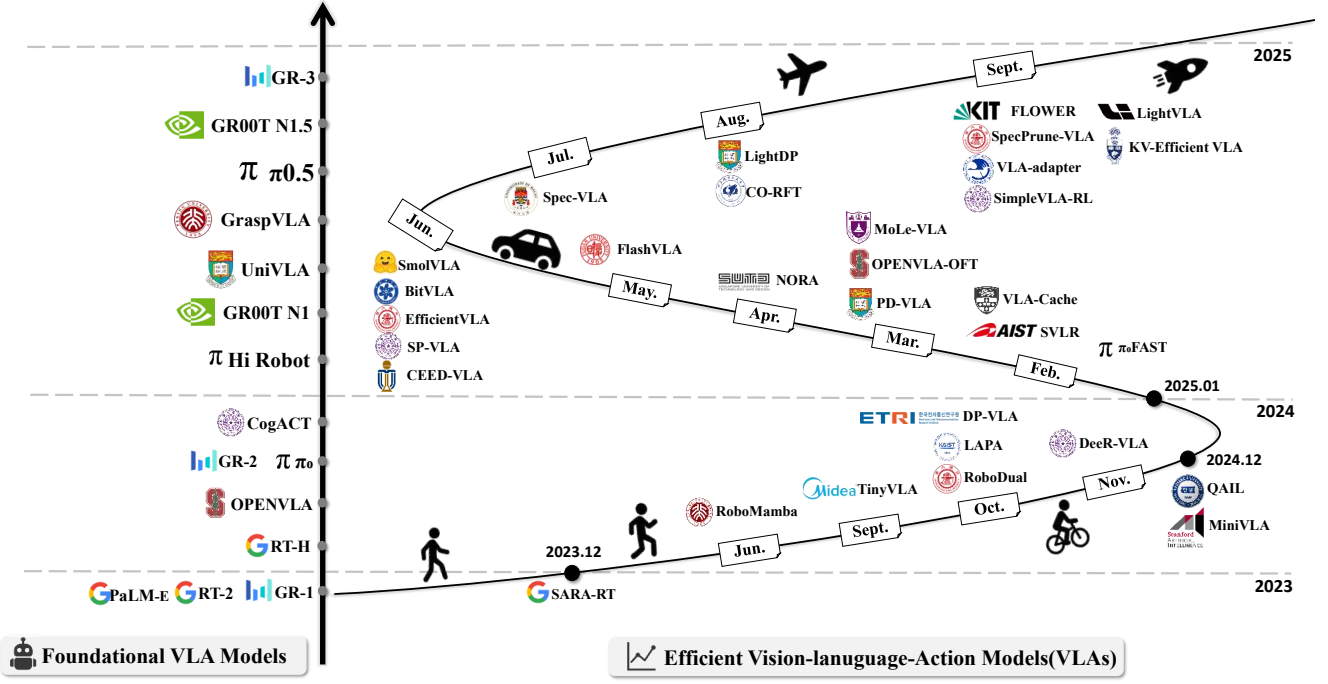 2025
Sept.
GR-3
FLOWER
LightVLA
KIT
Aug.
GR00T N1.5
SpecPrune-VLA
KV-Efficient VLA
Jul.
LightDP
VLA-adapter
π π0.5
CO-RFT
SimpleVLA-RL
Spec-VLA
GraspVLA
Jun.
MoLe-VLA
FlashVLA
SmolVLA
OPENVLA-OFT
UniVLA
NORA
BitVLA
May.
PD-VLA
VLA-Cache
GR00T N1
EfficientVLA
Apr.
AIST SVLR
SP-VLA
Mar.
π π₀FAST
π Hi Robot
CEED-VLA
Feb.
2025.01
2024
ETRI
DP-VLA
CogACT
LAPA
DeeR-VLA
GR-2
π π₀
2024.12
RoboDual
Nov.
Midea TinyVLA
QAIL
OPENVLA
RoboMamba
Oct.
MiniVLA
Stanford
ARTIFICIAL
INTELLIGENCE
Sept.
RT-H
2023.12
Jun.
2023
PaLM-E
RT-2
GR-1
SARA-RT
Foundational VLA Models
Efficient Vision-lanuguage-Action Models(VLAs)